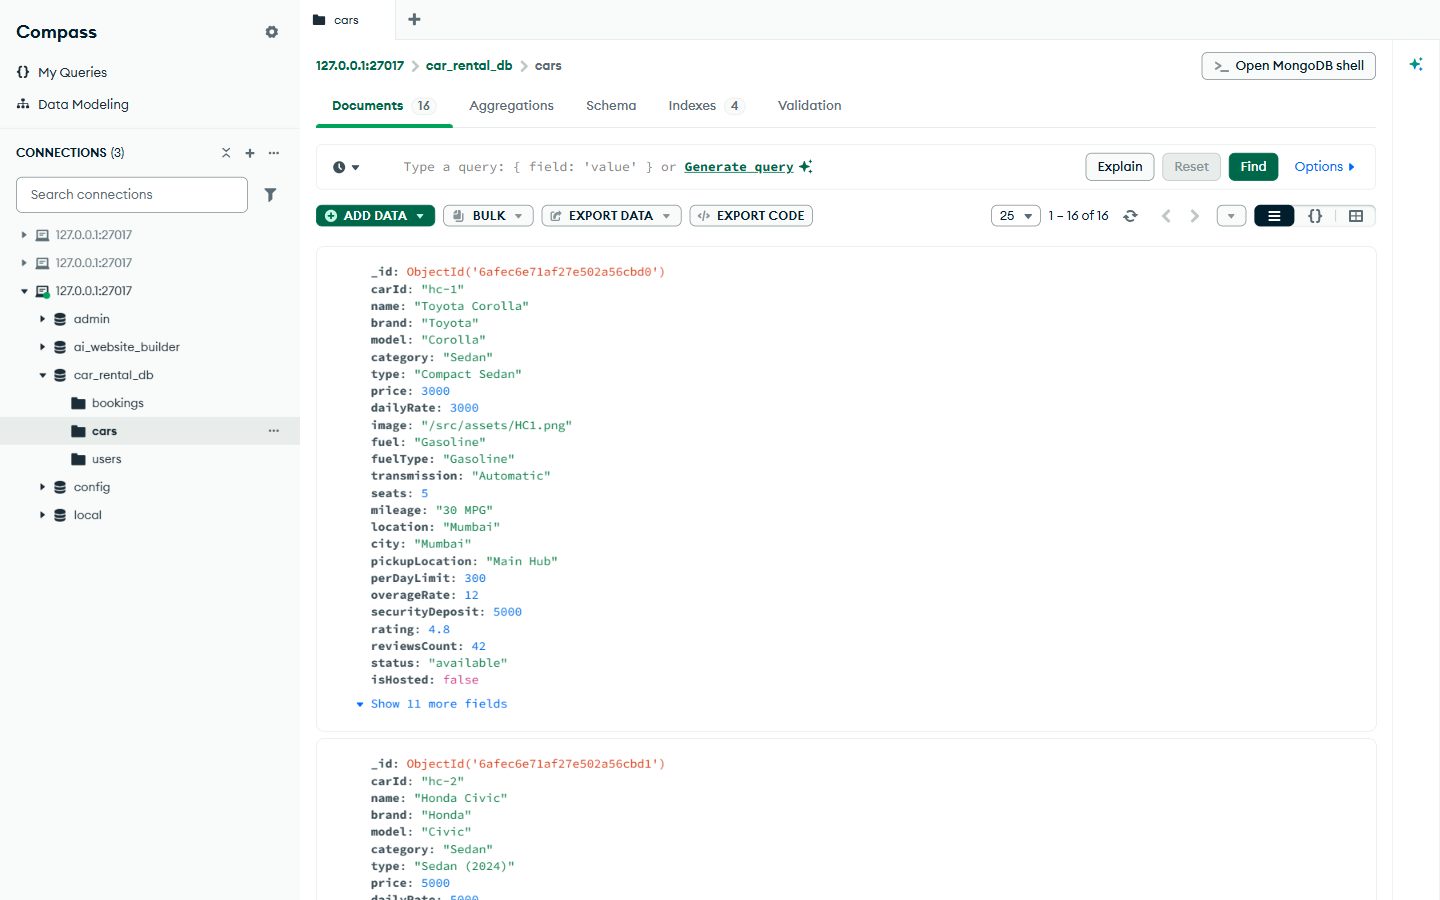 Compass
My Queries
Data Modeling
CONNECTIONS (3)
Search connections
127.0.0.1:27017
127.0.0.1:27017
127.0.0.1:27017
admin
ai_website_builder
car_rental_db
bookings
cars
users
config
local
cars
127.0.0.1:27017 > car_rental_db > cars
>_ Open MongoDB shell
Documents 16 Aggregations Schema Indexes 4 Validation
Type a query: { field: 'value' } or Generate query
Explain Reset Find Options
ADD DATA BULK EXPORT DATA </> EXPORT CODE
25 1 – 16 of 16 {}
_id: ObjectId('6afec6e71af27e502a56cbd0')
carId: "hc-1"
name: "Toyota Corolla"
brand: "Toyota"
model: "Corolla"
category: "Sedan"
type: "Compact Sedan"
price: 3000
dailyRate: 3000
image: "/src/assets/HC1.png"
fuel: "Gasoline"
fuelType: "Gasoline"
transmission: "Automatic"
seats: 5
mileage: "30 MPG"
location: "Mumbai"
city: "Mumbai"
pickupLocation: "Main Hub"
perDayLimit: 300
overageRate: 12
securityDeposit: 5000
rating: 4.8
reviewsCount: 42
status: "available"
isHosted: false
Show 11 more fields
_id: ObjectId('6afec6e71af27e502a56cbd1')
carId: "hc-2"
name: "Honda Civic"
brand: "Honda"
model: "Civic"
category: "Sedan"
type: "Sedan (2024)"
price: 5000
dailyRate: 5000